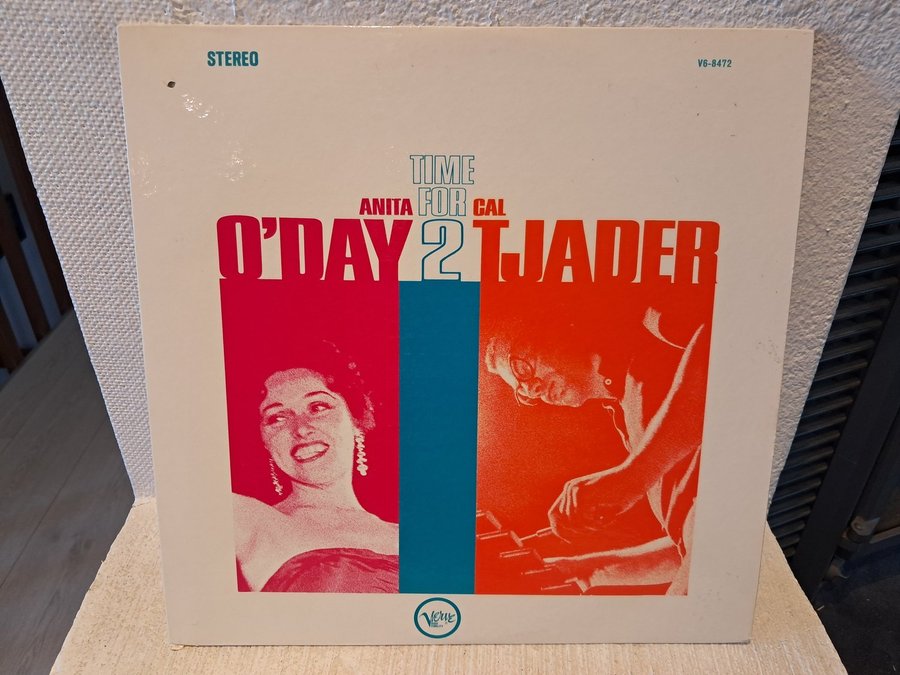 STEREO V6-8472
TIME
ANITA FOR CAL
O'DAY 2 TJADER
Verve